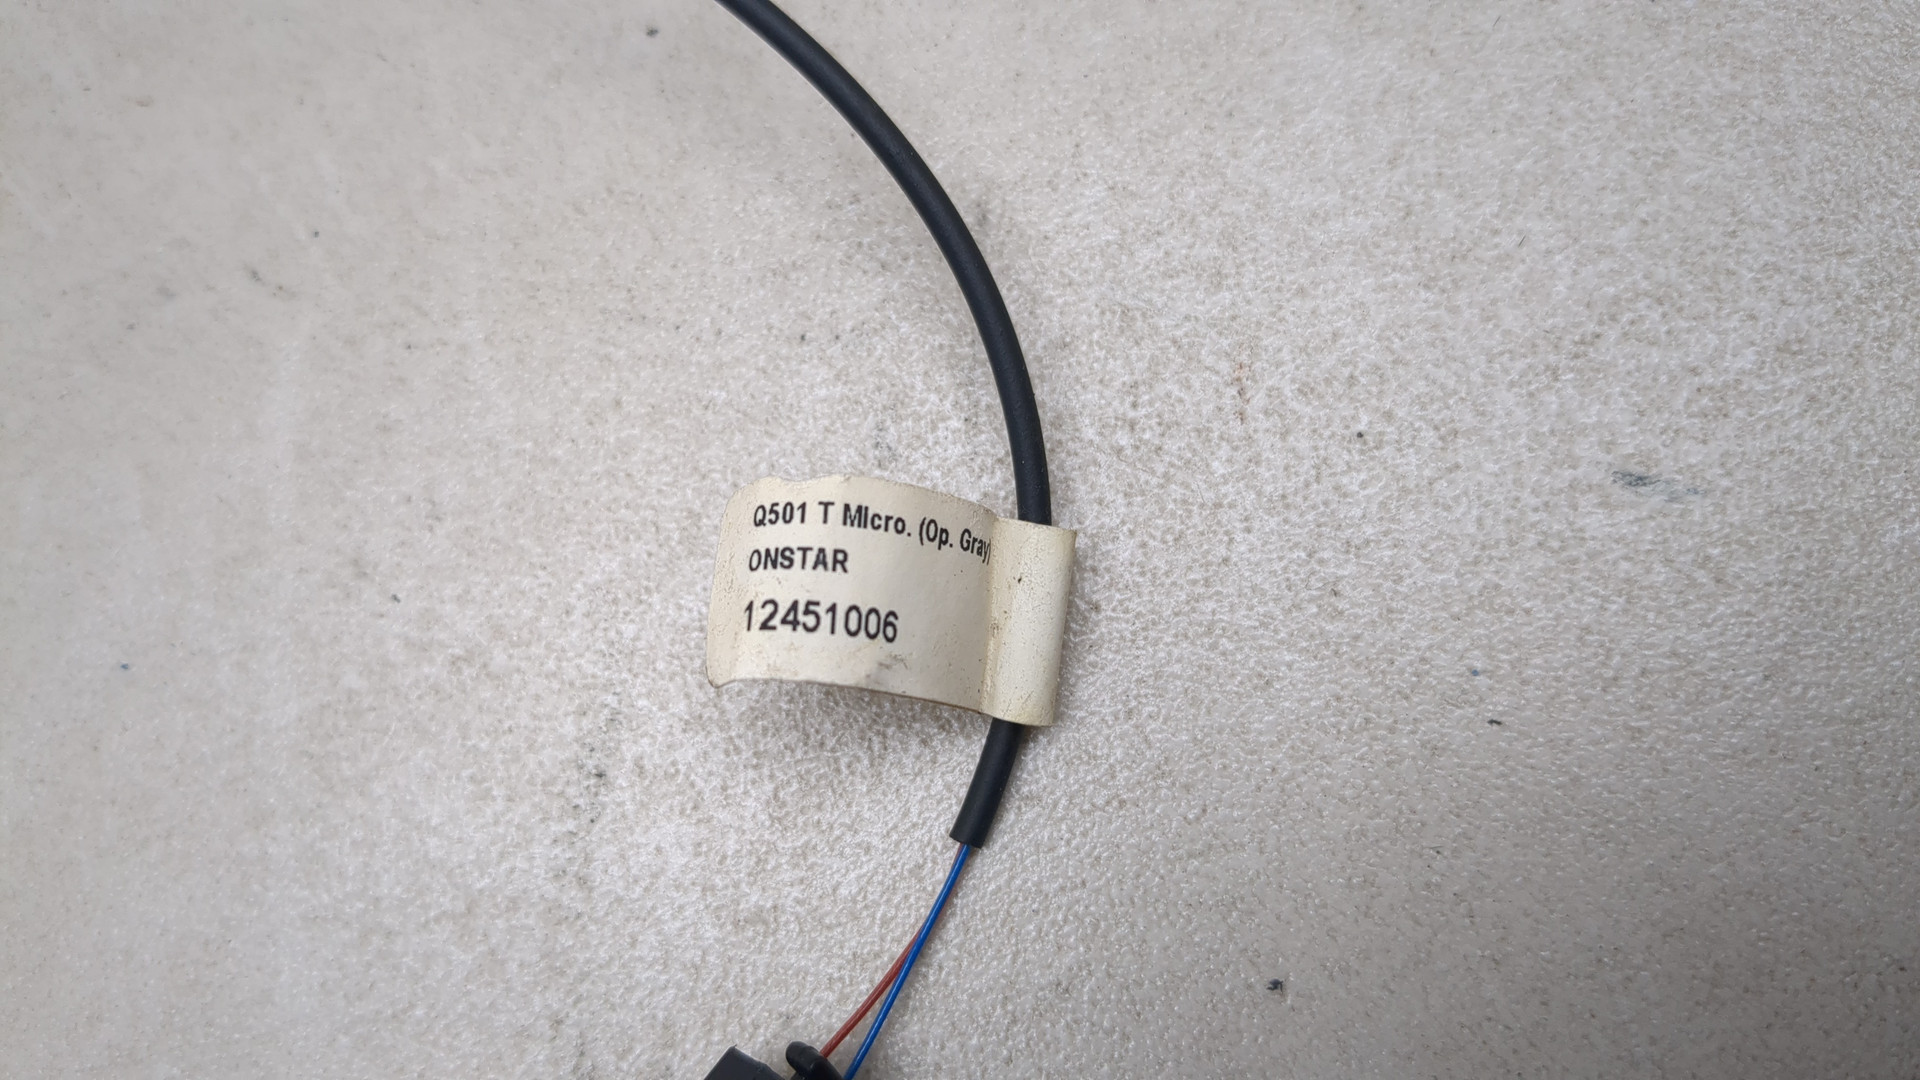 Q501 T MIcro. (Op. Gray)
ONSTAR
12451006